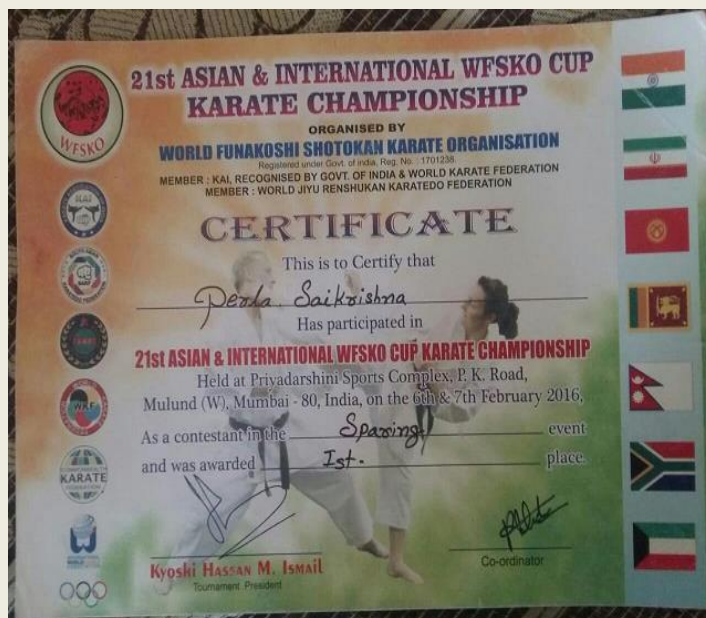 21st ASIAN & INTERNATIONAL WFSKO CUP
KARATE CHAMPIONSHIP
ORGANISED BY
WORLD FUNAKOSHI SHOTOKAN KARATE ORGANISATION
Registered under Govt. of india, Reg. No. : 1701238.
MEMBER : KAI, RECOGNISED BY GOVT. OF INDIA & WORLD KARATE FEDERATION
MEMBER : WORLD JIYU RENSHUKAN KARATEDO FEDERATION
WFSKO
CERTIFICATE
This is to Certify that
Perla Saikrishna
Has participated in
21st ASIAN & INTERNATIONAL WFSKO CUP KARATE CHAMPIONSHIP
Held at Priyadarshini Sports Complex, P. K. Road,
Mulund (W), Mumbai - 80, India, on the 6th & 7th February 2016,
As a contestant in the Sparing event
and was awarded Ist. place.
WKF
KARATE
Kyoski HASSAN M. ISMAIL
Tournament President
Co-ordinator